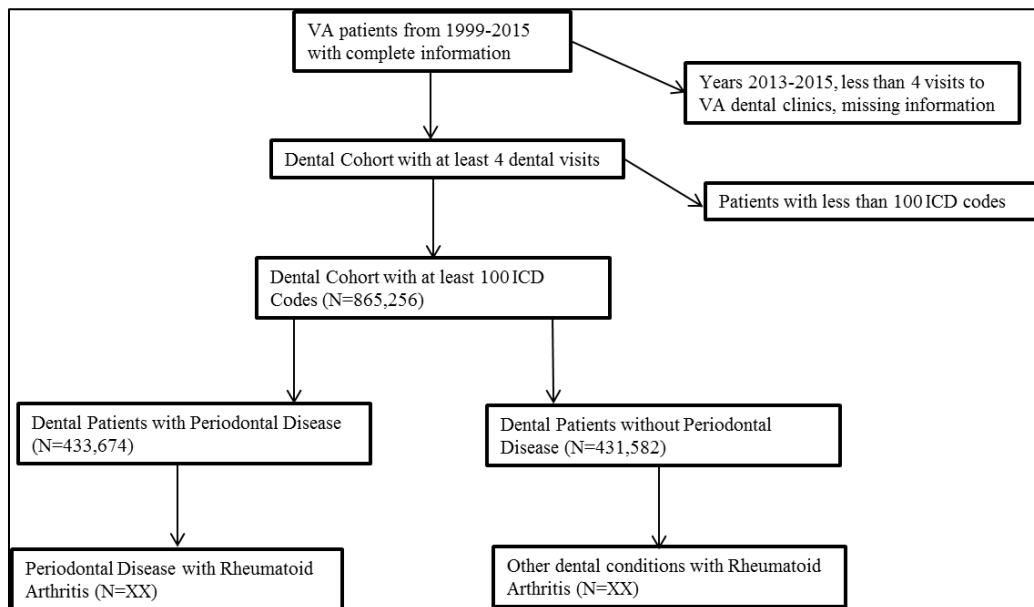 VA patients from 1999-2015
with complete information
Years 2013-2015, less than 4 visits to
VA dental clinics, missing information
Dental Cohort with at least 4 dental visits
Patients with less than 100 ICD codes
Dental Cohort with at least 100 ICD
Codes (N=865,256)
Dental Patients with Periodontal Disease
(N=433,674)
Dental Patients without Periodontal
Disease (N=431,582)
Periodontal Disease with Rheumatoid
Arthritis (N=XX)
Other dental conditions with Rheumatoid
Arthritis (N=XX)